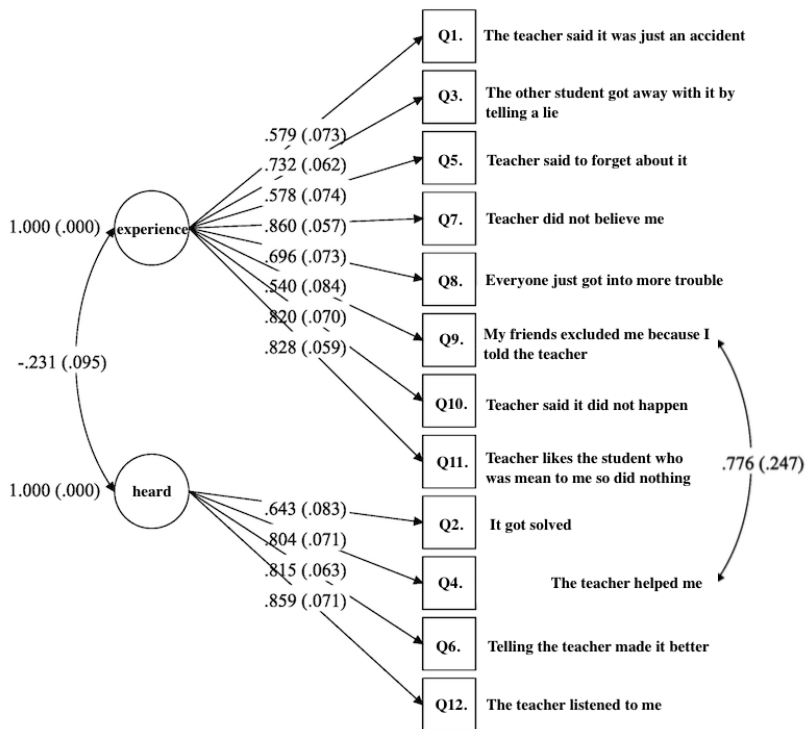 Q1. The teacher said it was just an accident
Q3. The other student got away with it by
telling a lie
.579 (.073)
.732 (.062)
Q5. Teacher said to forget about it
.578 (.074)
1.000 (.000) experience .860 (.057) Q7. Teacher did not believe me
.696 (.073)
Q8. Everyone just got into more trouble
.540 (.084)
.820 (.070)
Q9. My friends excluded me because I
told the teacher
.828 (.059)
-.231 (.095)
Q10. Teacher said it did not happen
Q11. Teacher likes the student who
was mean to me so did nothing
.776 (.247)
1.000 (.000) heard
.643 (.083)
Q2. It got solved
.804 (.071)
.815 (.063)
Q4. The teacher helped me
.859 (.071)
Q6. Telling the teacher made it better
Q12. The teacher listened to me